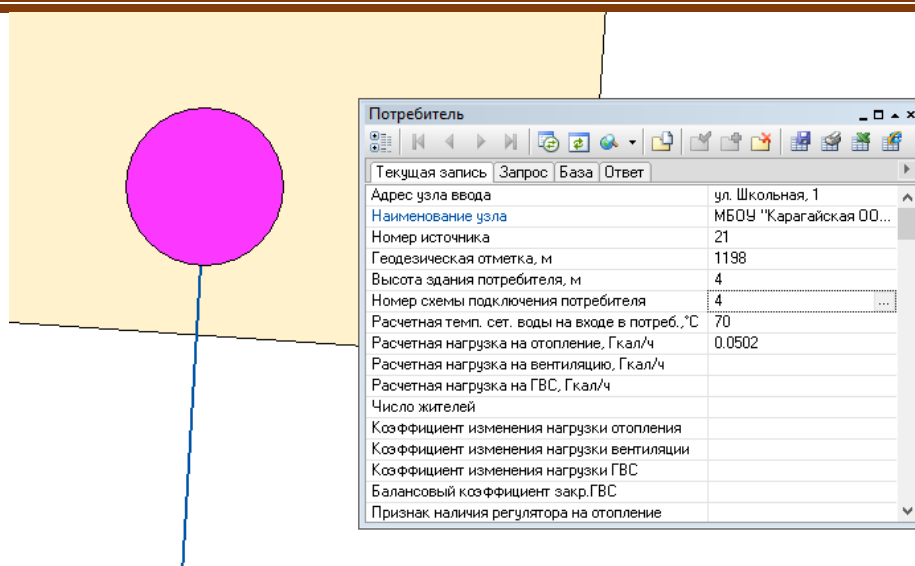 Потребитель
Текущая запись Запрос База Ответ
Адрес узла ввода ул. Школьная, 1
Наименование узла МБОУ "Карагайская ОО...
Номер источника 21
Геодезическая отметка, м 1198
Высота здания потребителя, м 4
Номер схемы подключения потребителя 4 ...
Расчетная темп. сет. воды на входе в потреб.,°C 70
Расчетная нагрузка на отопление, Гкал/ч 0.0502
Расчетная нагрузка на вентиляцию, Гкал/ч
Расчетная нагрузка на ГВС, Гкал/ч
Число жителей
Коэффициент изменения нагрузки отопления
Коэффициент изменения нагрузки вентиляции
Коэффициент изменения нагрузки ГВС
Балансовый коэффициент закр.ГВС
Признак наличия регулятора на отопление